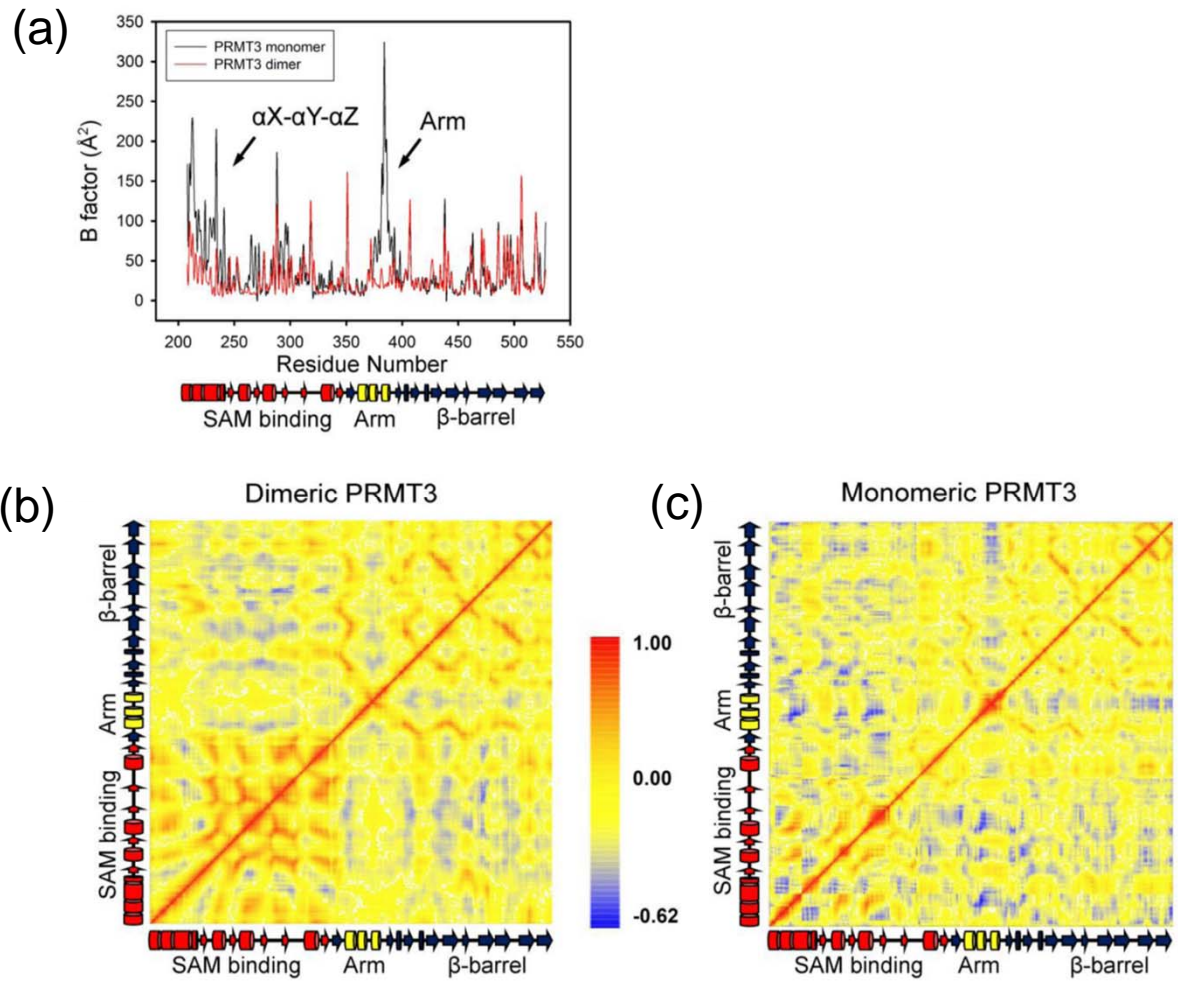 (a)
350
300
250
200
150
100
50
0
B factor (Å²)
PRMT3 monomer
PRMT3 dimer
αX-αY-αZ
Arm
200 250 300 350 400 450 500 550
Residue Number
SAM binding Arm β-barrel
(b)
Dimeric PRMT3
β-barrel
Arm
SAM binding
SAM binding Arm β-barrel
1.00
0.00
-0.62
(c)
Monomeric PRMT3
β-barrel
Arm
SAM binding
SAM binding Arm β-barrel